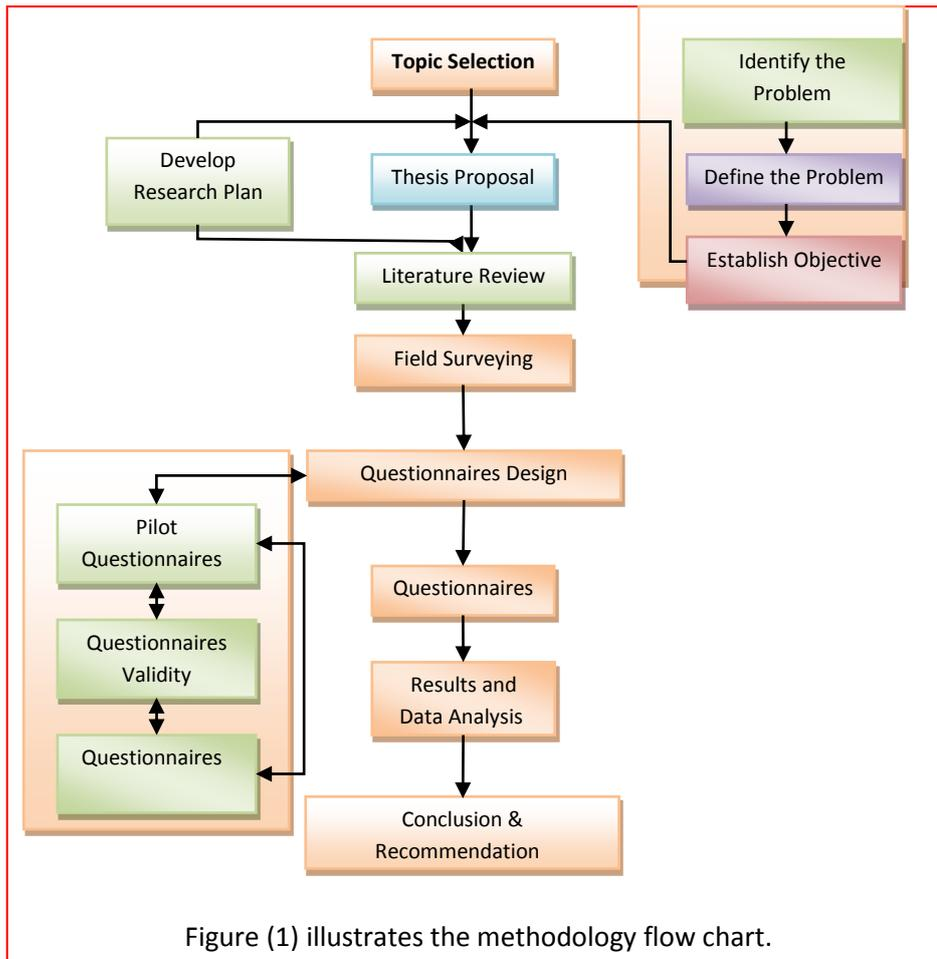 Topic Selection
Identify the
Problem
Develop
Research Plan
Thesis Proposal
Define the Problem
Establish Objective
Literature Review
Field Surveying
Questionnaires Design
Pilot
Questionnaires
Questionnaires
Questionnaires
Validity
Results and
Data Analysis
Questionnaires
Conclusion &
Recommendation
Figure (1) illustrates the methodology flow chart.